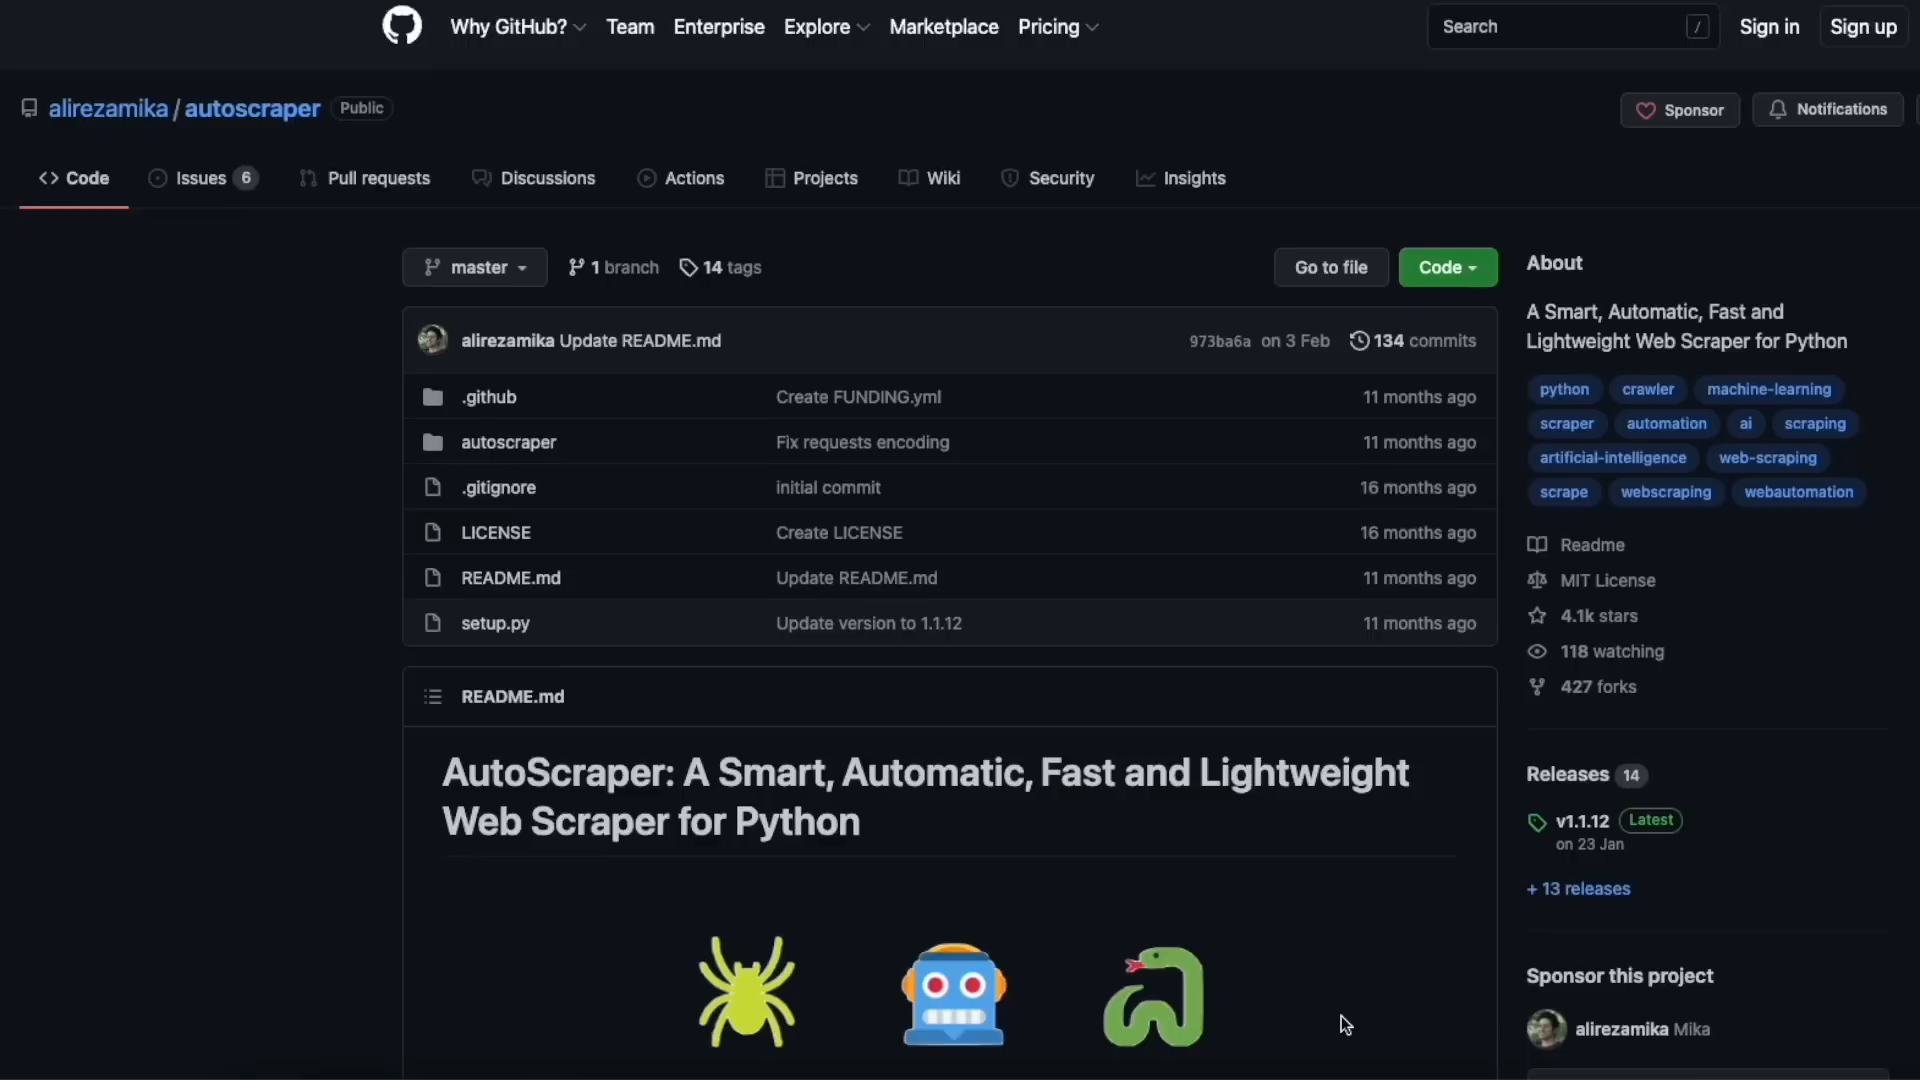 Why GitHub? Team Enterprise Explore Marketplace Pricing Search / Sign in Sign up
alirezamika / autoscraper Public Sponsor Notifications
Code Issues 6 Pull requests Discussions Actions Projects Wiki Security Insights
master 1 branch 14 tags Go to file Code
alirezamika Update README.md 973ba6a on 3 Feb 134 commits
.github Create FUNDING.yml 11 months ago
autoscraper Fix requests encoding 11 months ago
.gitignore initial commit 16 months ago
LICENSE Create LICENSE 16 months ago
README.md Update README.md 11 months ago
setup.py Update version to 1.1.12 11 months ago
README.md
AutoScraper: A Smart, Automatic, Fast and Lightweight
Web Scraper for Python
About
A Smart, Automatic, Fast and
Lightweight Web Scraper for Python
python crawler machine-learning
scraper automation ai scraping
artificial-intelligence web-scraping
scrape webscraping webautomation
Readme
MIT License
4.1k stars
118 watching
427 forks
Releases 14
v1.1.12 Latest
on 23 Jan
+ 13 releases
Sponsor this project
alirezamika Mika